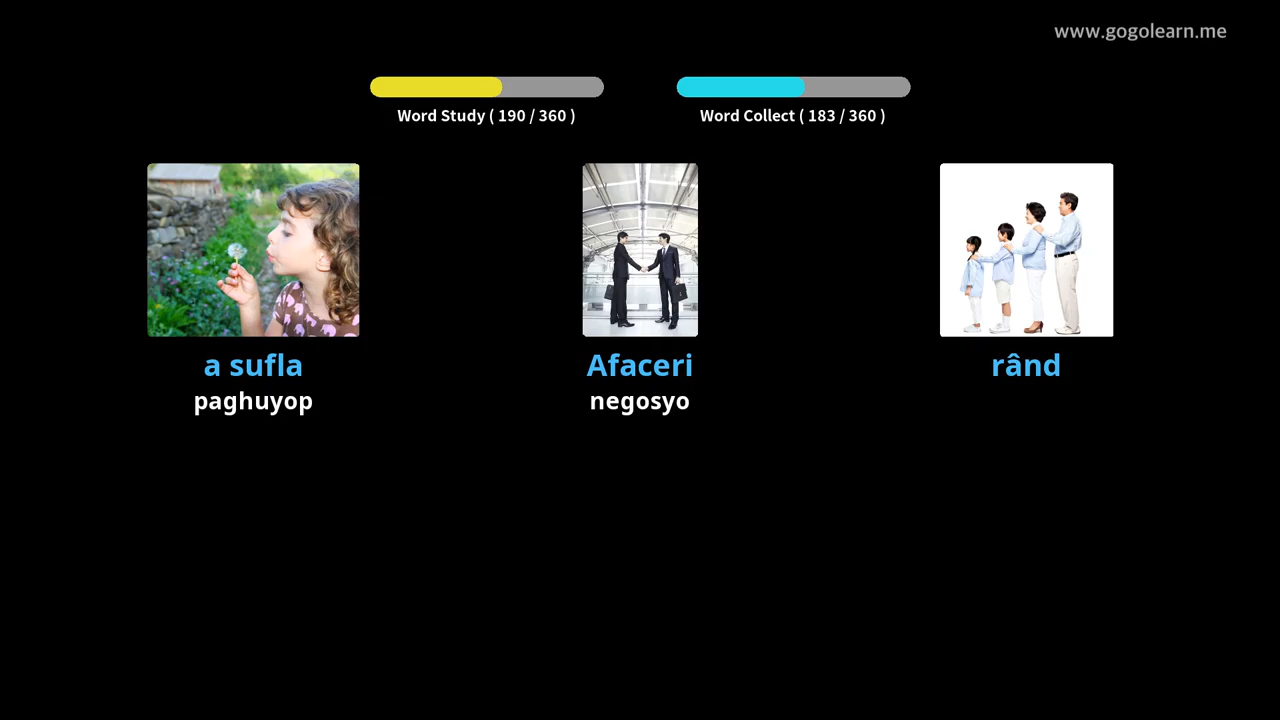 www.gogolearn.me
Word Study ( 190 / 360 )
Word Collect ( 183 / 360 )
a sufla
paghuyop
Afaceri
negosyo
rând